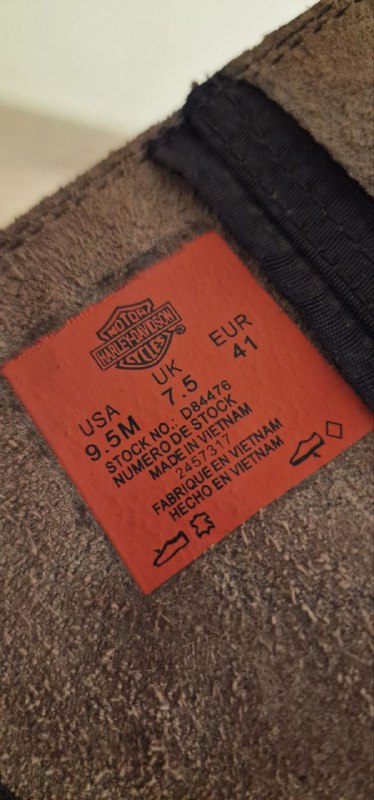 MOTOR
HARLEY-DAVIDSON
CYCLES
®
USA UK EUR
9.5M 7.5 41
STOCK NO.: D84476
NUMERO DE STOCK
MADE IN VIETNAM
2457317
FABRIQUE EN VIETNAM
HECHO EN VIETNAM